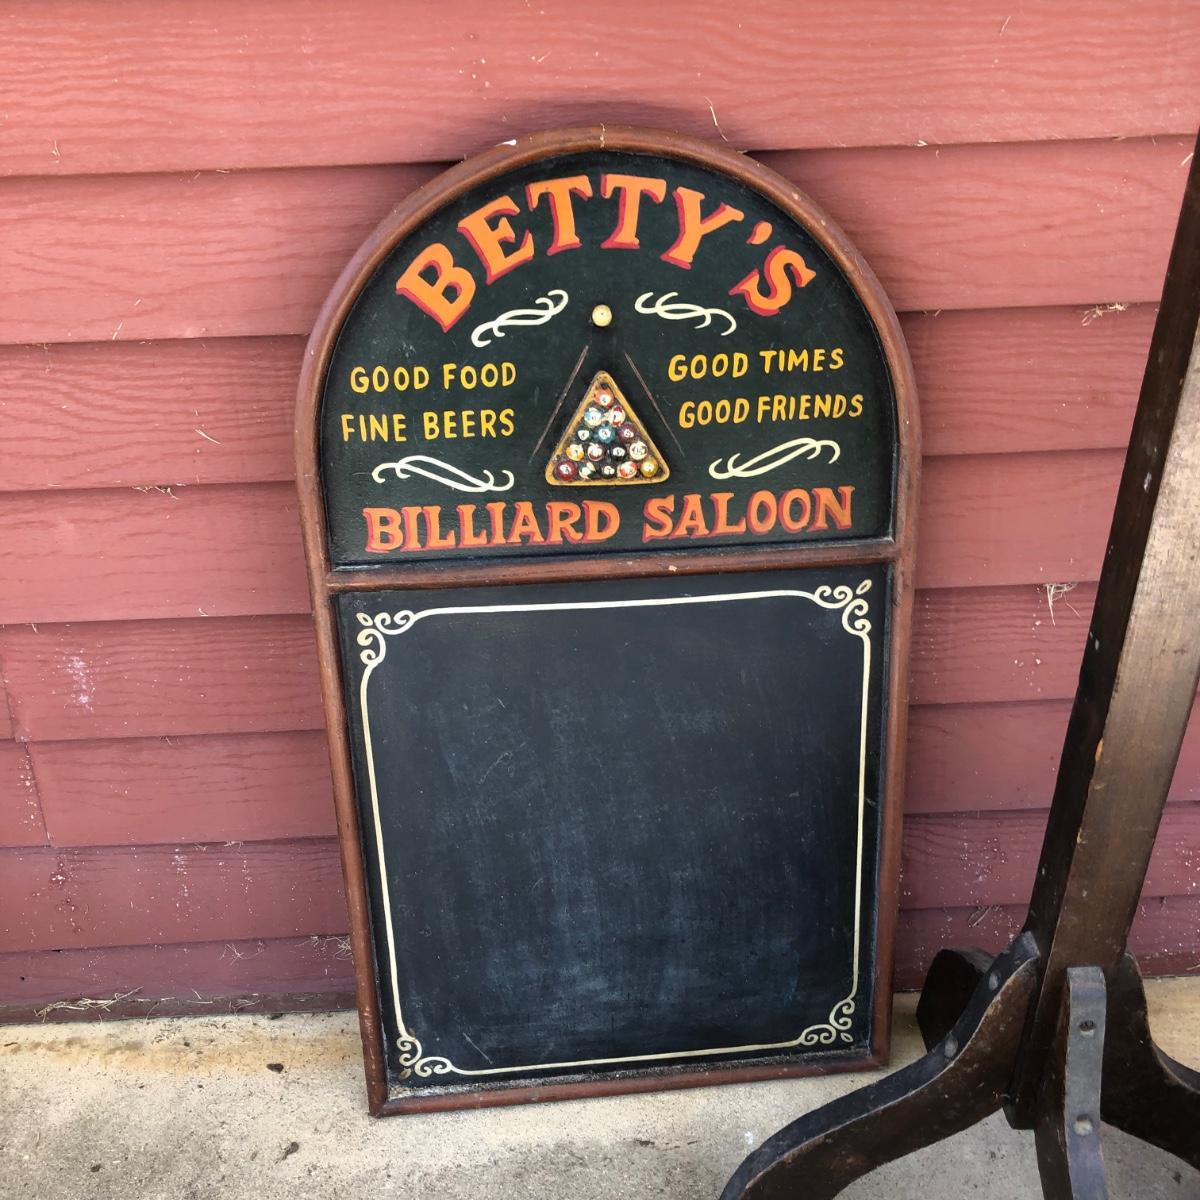 BETTY'S
GOOD FOOD
FINE BEERS
GOOD TIMES
GOOD FRIENDS
BILLIARD SALOON